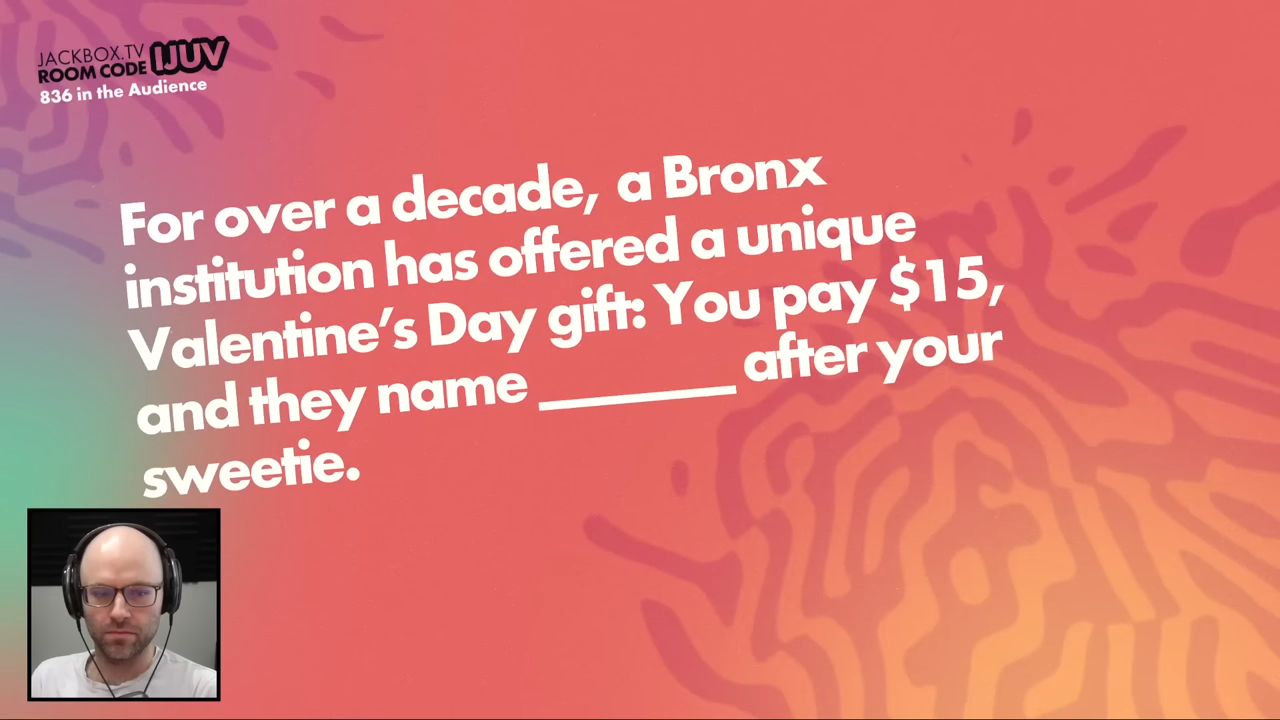 JACKBOX.TV
ROOM CODE IJUV
836 in the Audience
For over a decade, a Bronx
institution has offered a unique
Valentine's Day gift: You pay $15,
and they name ________ after your
sweetie.